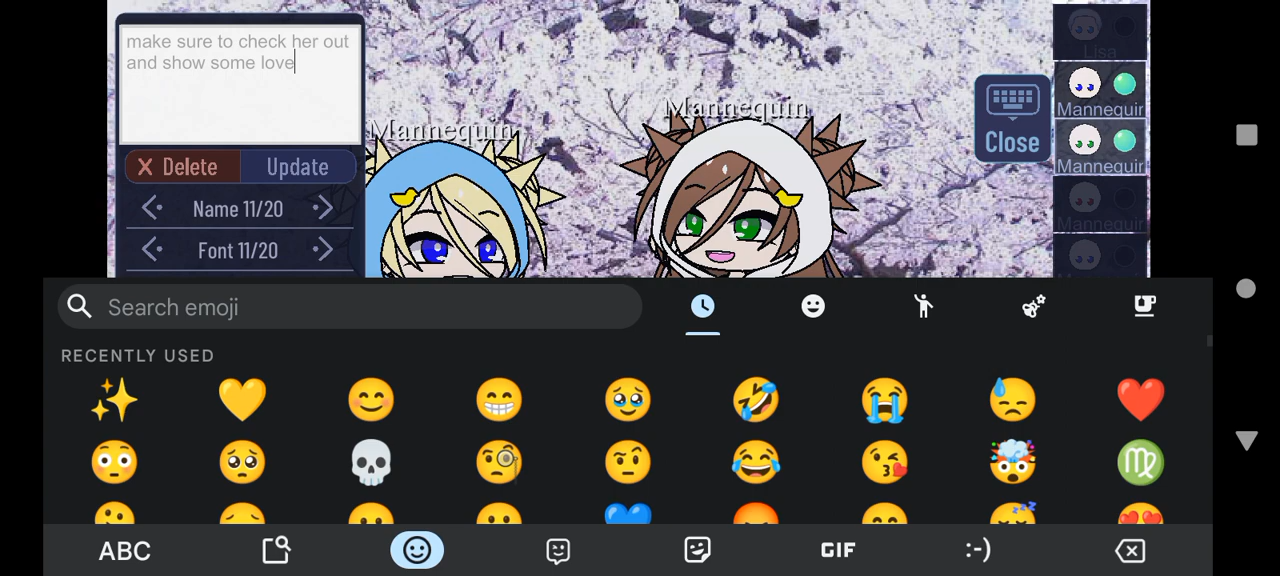 make sure to check her out
and show some love
X Delete
Update
Name 11/20
Font 11/20
Mannequin
Mannequin
Close
Lisa
Mannequin
Mannequin
Mannequin
Search emoji
RECENTLY USED
ABC
GIF
:-)